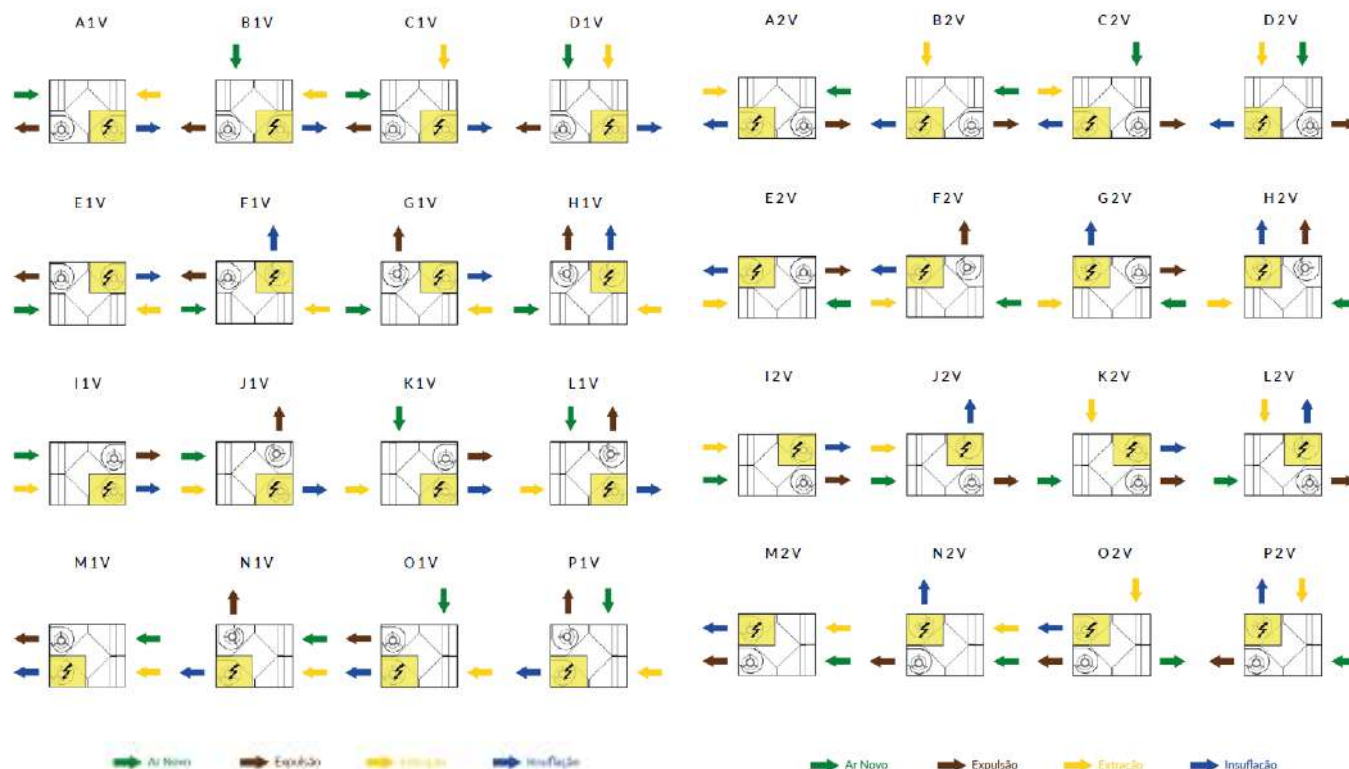 A1V B1V C1V D1V A2V B2V C2V D2V
E1V F1V G1V H1V E2V F2V G2V H2V
I1V J1V K1V L1V I2V J2V K2V L2V
M1V N1V O1V P1V M2V N2V O2V P2V
Ar Novo Expulsão Extração Insuflação Ar Novo Expulsão Extração Insuflação